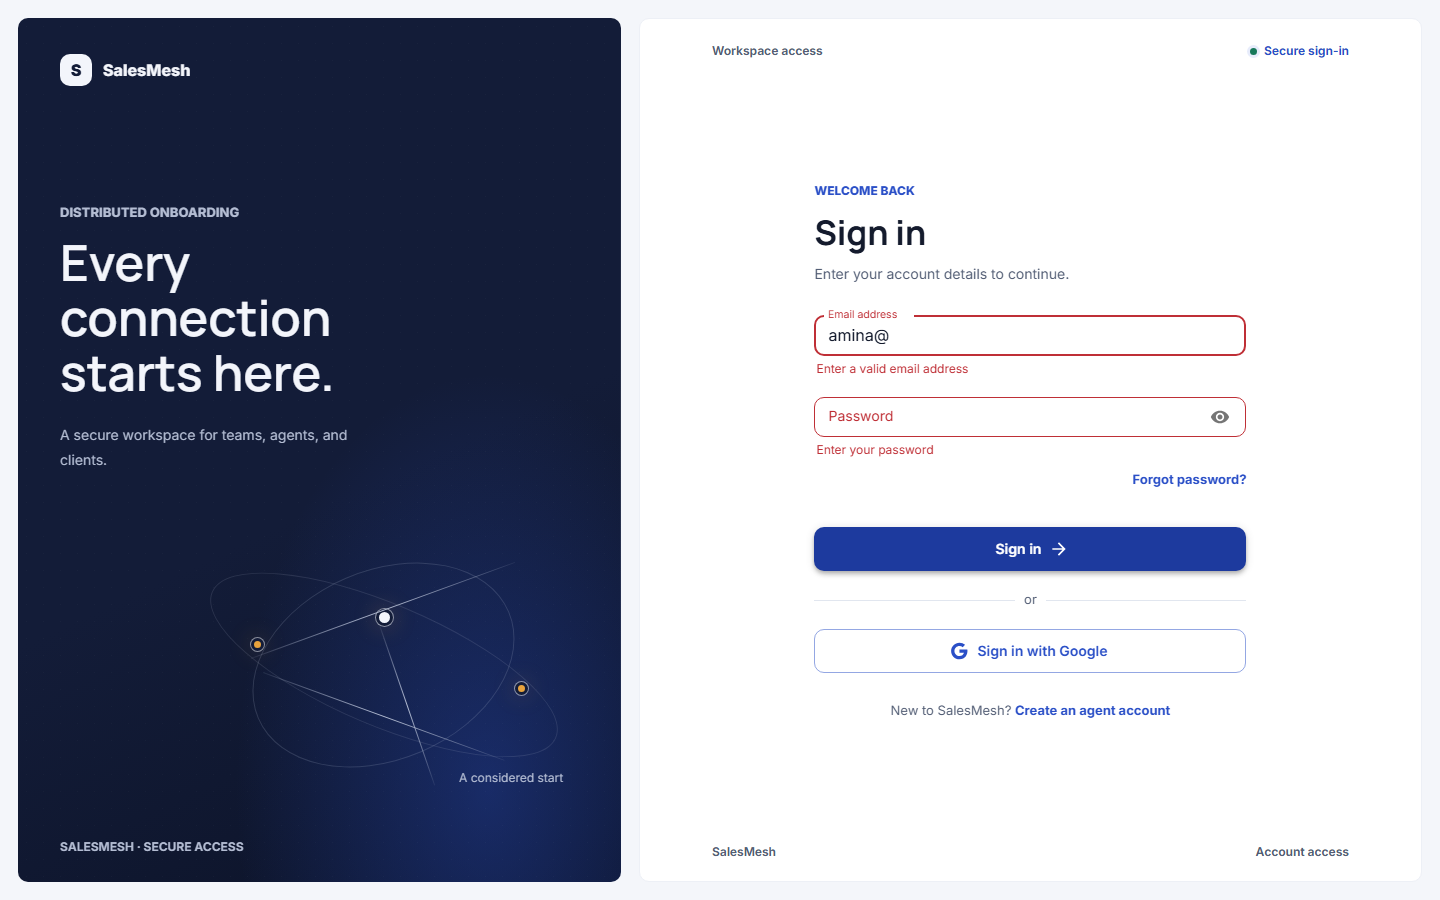 S SalesMesh
DISTRIBUTED ONBOARDING
Every
connection
starts here.
A secure workspace for teams, agents, and
clients.
A considered start
SALESMESH · SECURE ACCESS
Workspace access
Secure sign-in
WELCOME BACK
Sign in
Enter your account details to continue.
Email address
amina@
Enter a valid email address
Password
Enter your password
Forgot password?
Sign in
or
Sign in with Google
New to SalesMesh? Create an agent account
SalesMesh
Account access